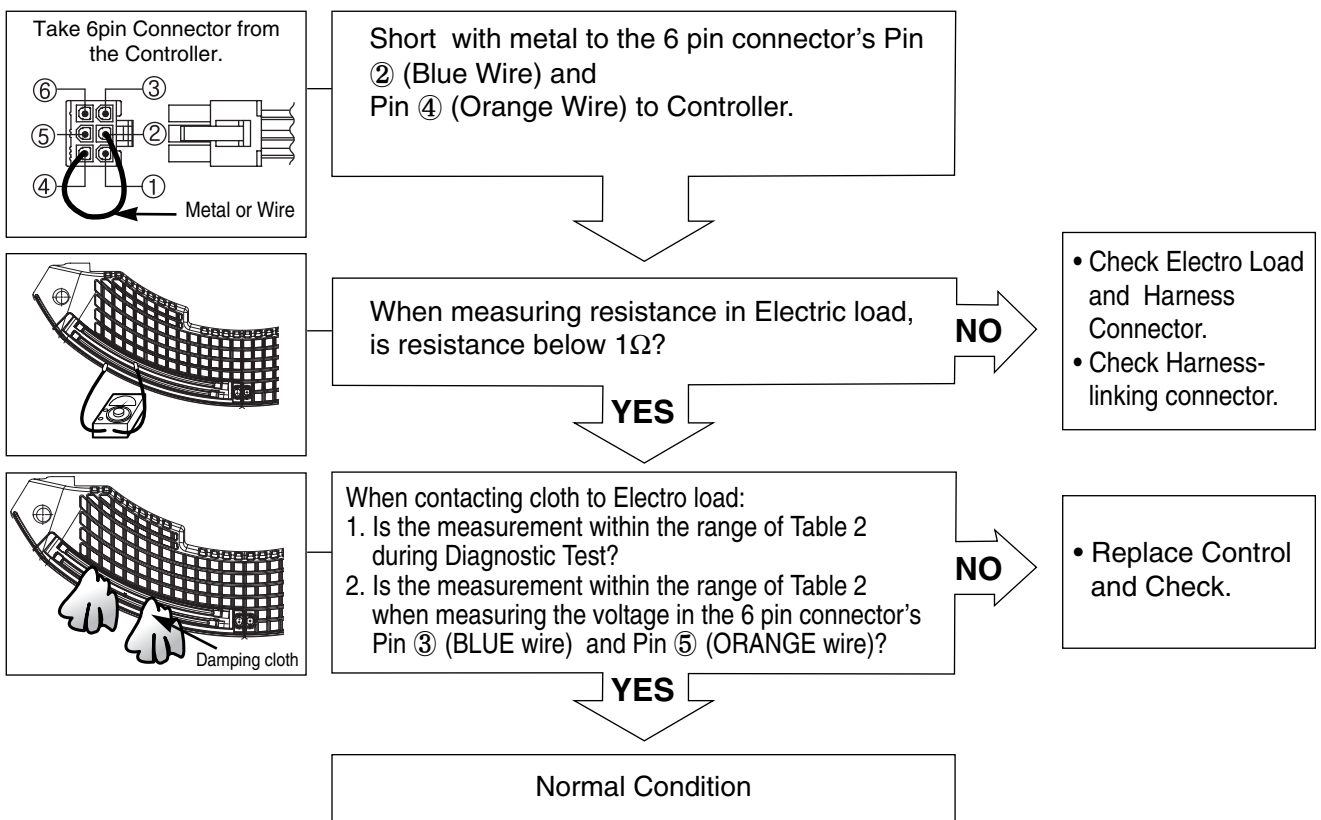 Take 6pin Connector from
the Controller.
⑥
③
⑤
②
④
①
Metal or Wire
Short with metal to the 6 pin connector’s Pin
② (Blue Wire) and
Pin ④ (Orange Wire) to Controller.
When measuring resistance in Electric load,
is resistance below 1Ω?
NO
• Check Electro Load
and Harness
Connector.
• Check Harness-
linking connector.
YES
Damping cloth
When contacting cloth to Electro load:
1. Is the measurement within the range of Table 2
during Diagnostic Test?
2. Is the measurement within the range of Table 2
when measuring the voltage in the 6 pin connector’s
Pin ③ (BLUE wire) and Pin ⑤ (ORANGE wire)?
NO
• Replace Control
and Check.
YES
Normal Condition